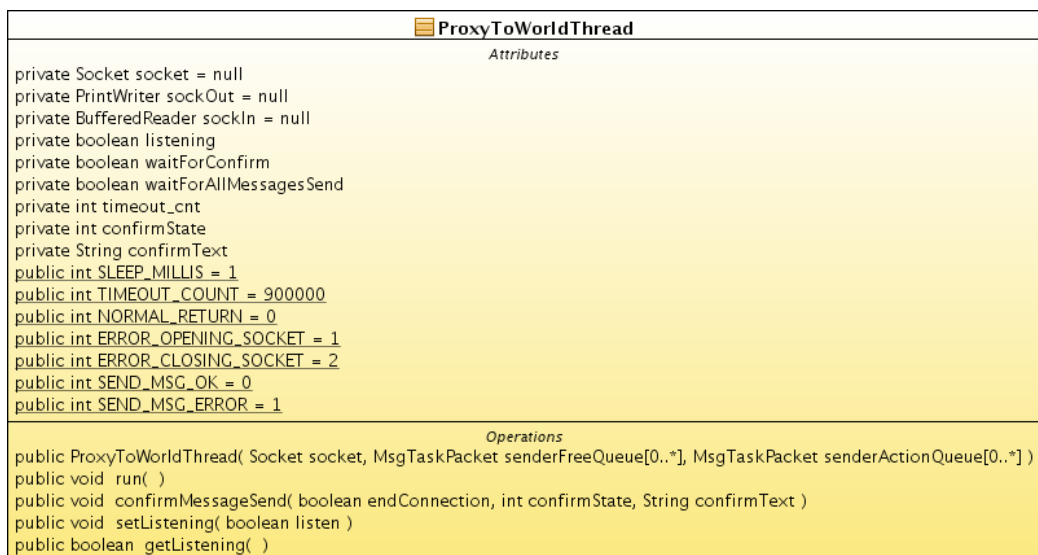 ProxyToWorldThread
Attributes
private Socket socket = null
private PrintWriter sockOut = null
private BufferedReader sockIn = null
private boolean listening
private boolean waitForConfirm
private boolean waitForAllMessagesSend
private int timeout_cnt
private int confirmState
private String confirmText
public int SLEEP_MILLIS = 1
public int TIMEOUT_COUNT = 900000
public int NORMAL_RETURN = 0
public int ERROR_OPENING_SOCKET = 1
public int ERROR_CLOSING_SOCKET = 2
public int SEND_MSG_OK = 0
public int SEND_MSG_ERROR = 1
Operations
public ProxyToWorldThread( Socket socket, MsgTaskPacket senderFreeQueue[0..*], MsgTaskPacket senderActionQueue[0..*] )
public void run( )
public void confirmMessageSend( boolean endConnection, int confirmState, String confirmText )
public void setListening( boolean listen )
public boolean getListening( )